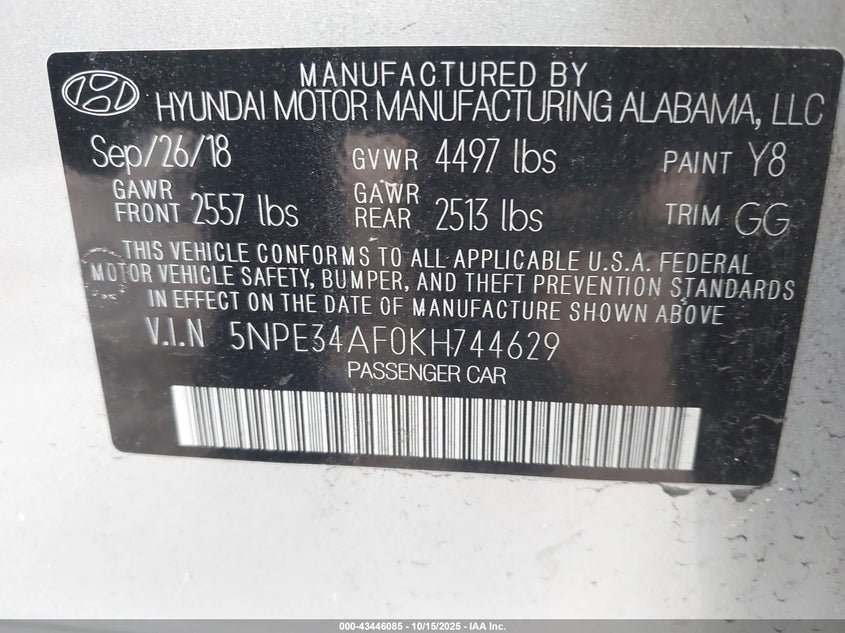 MANUFACTURED BY
HYUNDAI MOTOR MANUFACTURING ALABAMA, LLC
Sep/26/18 GVWR 4497 lbs PAINT Y8
GAWR FRONT 2557 lbs GAWR REAR 2513 lbs TRIM GG
THIS VEHICLE CONFORMS TO ALL APPLICABLE U.S.A. FEDERAL
MOTOR VEHICLE SAFETY, BUMPER, AND THEFT PREVENTION STANDARDS
IN EFFECT ON THE DATE OF MANUFACTURE SHOWN ABOVE.
V.I.N 5NPE34AF0KH744629
PASSENGER CAR
000-43446085 - 10/15/2025 - IAA Inc.